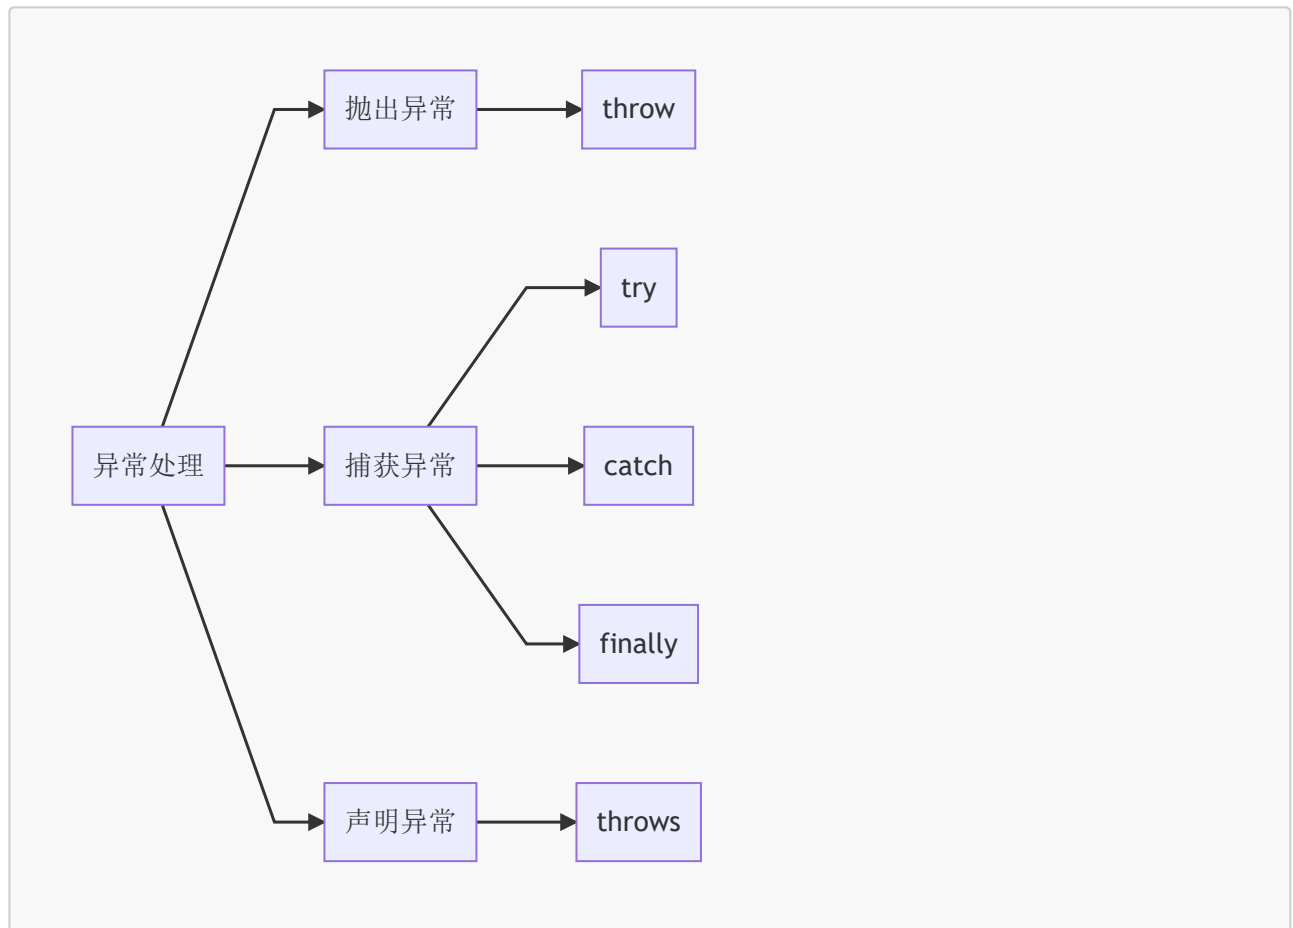 抛出异常
throw
try
异常处理
捕获异常
catch
finally
声明异常
throws